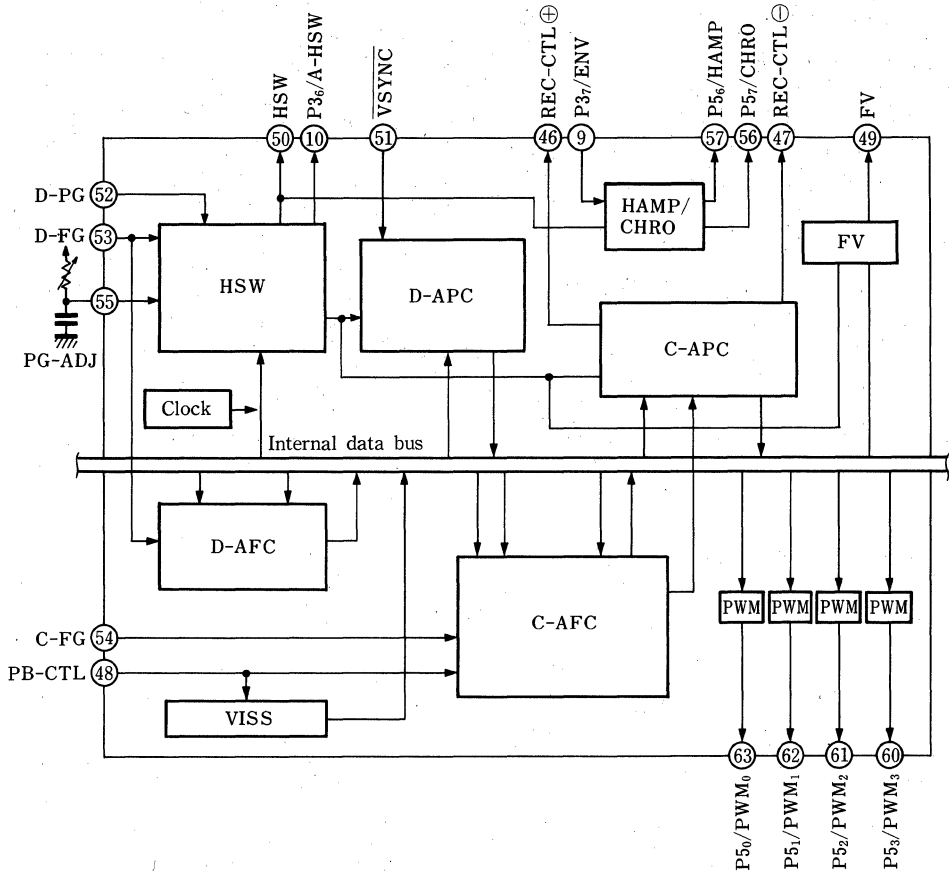 HSW
P3₆/A-HSW
VSYNC
REC-CTL⊕
P3₇/ENV
P5₆/HAMP
P5₇/CHRO
REC-CTL⊖
FV
50
10
51
46
9
57
56
47
49
D-PG 52
D-FG 53
55
PG-ADJ
HSW
D-APC
HAMP/
CHRO
FV
C-APC
Clock
Internal data bus
D-AFC
C-AFC
PWM
PWM
PWM
PWM
C-FG 54
PB-CTL 48
VISS
63
62
61
60
P5₀/PWM₀
P5₁/PWM₁
P5₂/PWM₂
P5₃/PWM₃